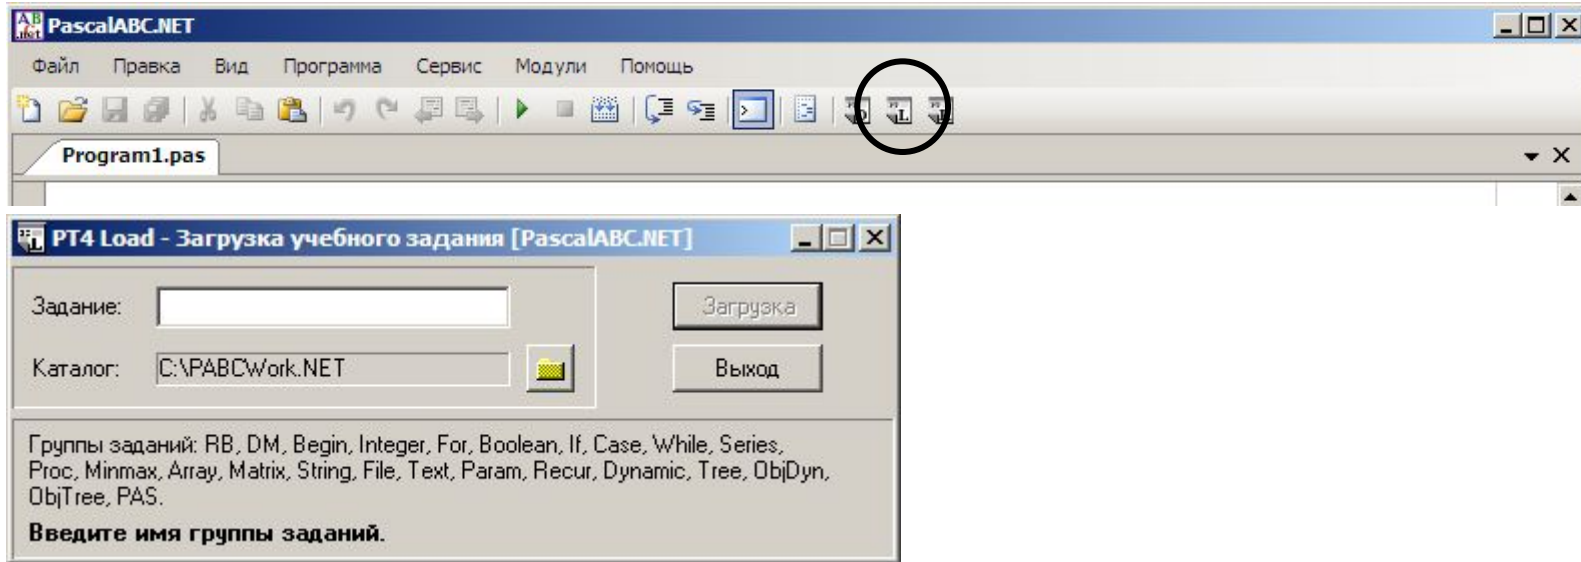 PascalABC.NET
Файл Правка Вид Программа Сервис Модули Помощь
Program1.pas
PT4 Load - Загрузка учебного задания [PascalABC.NET]
Задание:
Загрузка
Каталог: C:\PABCWork.NET
Выход
Группы заданий: RB, DM, Begin, Integer, For, Boolean, If, Case, While, Series,
Proc, Minmax, Array, Matrix, String, File, Text, Param, Recur, Dynamic, Tree, ObjDyn,
ObjTree, PAS.
Введите имя группы заданий.